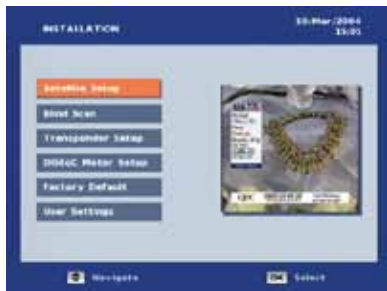 INSTALLATION
10.Mar/2004
15:01
Satellite Setup
Blind Scan
Transponder Setup
DiSEqC Motor Setup
Factory Default
User Settings
QVC
Navigate
OK Select